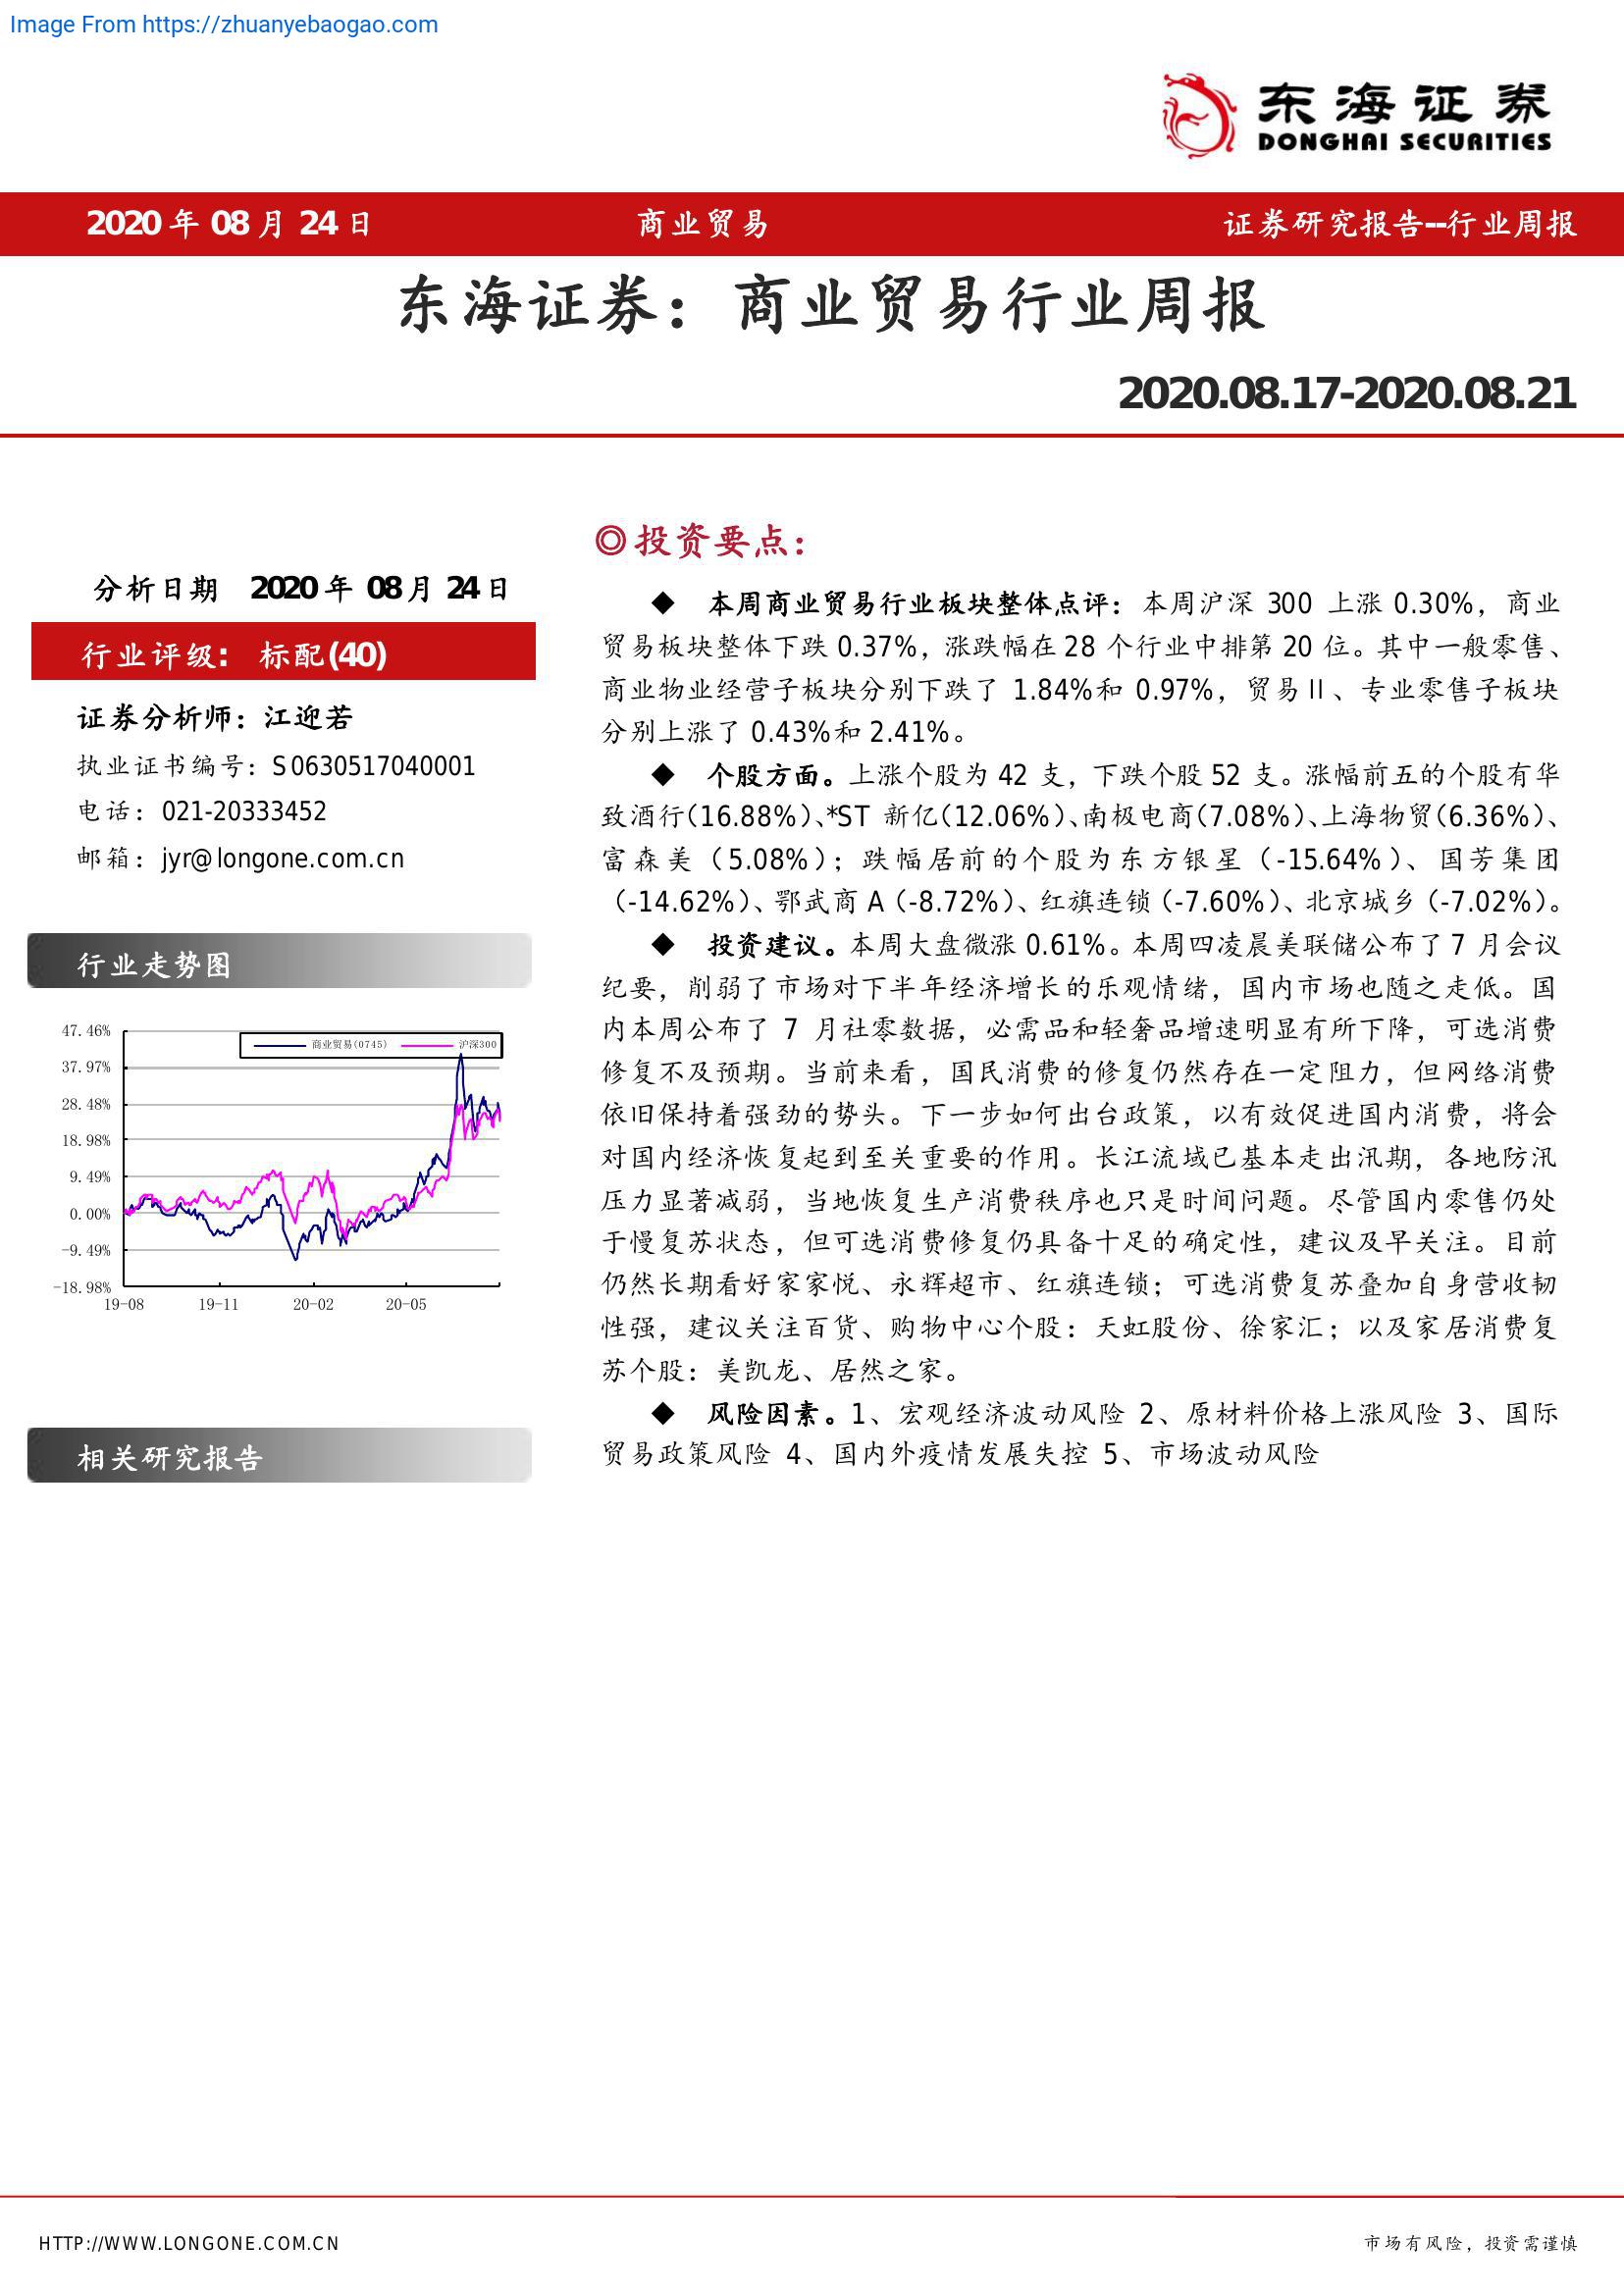 Image From https://zhuanyebaogao.com
东海证券
DONGHAI SECURITIES
2020 年 08 月 24 日 商业贸易 证券研究报告--行业周报
东海证券：商业贸易行业周报
2020.08.17-2020.08.21
分析日期 2020 年 08 月 24 日
行业评级： 标配(40)
证券分析师：江迎若
执业证书编号：S0630517040001
电话：021-20333452
邮箱：jyr@longone.com.cn
行业走势图
商业贸易(0745) 沪深300
47.46%
37.97%
28.48%
18.98%
9.49%
0.00%
-9.49%
-18.98%
19-08 19-11 20-02 20-05
相关研究报告
◎投资要点：
◆ 本周商业贸易行业板块整体点评：本周沪深 300 上涨 0.30%，商业
贸易板块整体下跌 0.37%，涨跌幅在 28 个行业中排第 20 位。其中一般零售、
商业物业经营子板块分别下跌了 1.84%和 0.97%，贸易Ⅱ、专业零售子板块
分别上涨了 0.43%和 2.41%。
◆ 个股方面。上涨个股为 42 支，下跌个股 52 支。涨幅前五的个股有华
致酒行(16.88%)、*ST 新亿(12.06%)、南极电商(7.08%)、上海物贸(6.36%)、
富森美（5.08%）；跌幅居前的个股为东方银星（-15.64%）、国芳集团
（-14.62%）、鄂武商 A（-8.72%）、红旗连锁（-7.60%）、北京城乡（-7.02%）。
◆ 投资建议。本周大盘微涨 0.61%。本周四凌晨美联储公布了 7 月会议
纪要，削弱了市场对下半年经济增长的乐观情绪，国内市场也随之走低。国
内本周公布了 7 月社零数据，必需品和轻奢品增速明显有所下降，可选消费
修复不及预期。当前来看，国民消费的修复仍然存在一定阻力，但网络消费
依旧保持着强劲的势头。下一步如何出台政策，以有效促进国内消费，将会
对国内经济恢复起到至关重要的作用。长江流域已基本走出汛期，各地防汛
压力显著减弱，当地恢复生产消费秩序也只是时间问题。尽管国内零售仍处
于慢复苏状态，但可选消费修复仍具备十足的确定性，建议及早关注。目前
仍然长期看好家家悦、永辉超市、红旗连锁；可选消费复苏叠加自身营收韧
性强，建议关注百货、购物中心个股：天虹股份、徐家汇；以及家居消费复
苏个股：美凯龙、居然之家。
◆ 风险因素。1、宏观经济波动风险 2、原材料价格上涨风险 3、国际
贸易政策风险 4、国内外疫情发展失控 5、市场波动风险
HTTP://WWW.LONGONE.COM.CN 市场有风险，投资需谨慎